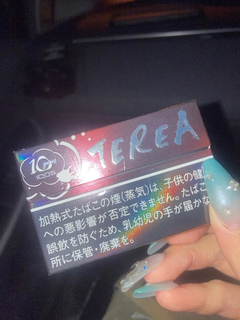 10
IQOS
TEREA
加熱式たばこの煙(蒸気)は、子供の健
への悪影響が否定できません。たばこ
誤飲を防ぐため、乳幼児の手が届かな
所に保管・廃棄を。